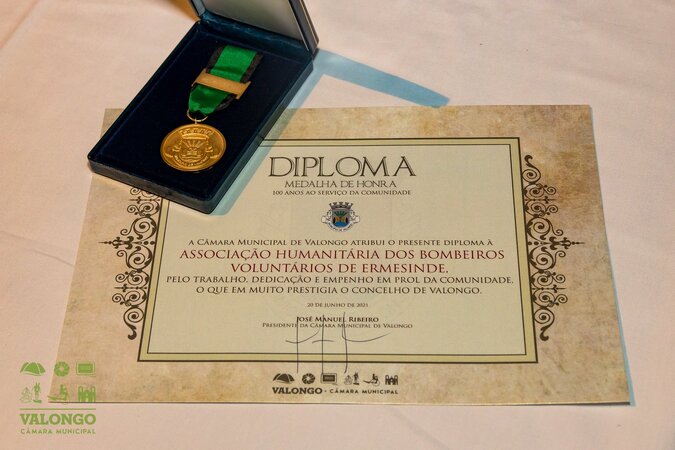 DIPLOMA
MEDALHA DE HONRA
100 ANOS AO SERVIÇO DA COMUNIDADE
A CÂMARA MUNICIPAL DE VALONGO ATRIBUI O PRESENTE DIPLOMA À
ASSOCIAÇÃO HUMANITÁRIA DOS BOMBEIROS
VOLUNTÁRIOS DE ERMESINDE,
PELO TRABALHO, DEDICAÇÃO E EMPENHO EM PROL DA COMUNIDADE,
O QUE EM MUITO PRESTIGIA O CONCELHO DE VALONGO.
20 DE JUNHO DE 2021
JOSÉ MANUEL RIBEIRO
PRESIDENTE DA CÂMARA MUNICIPAL DE VALONGO
VALONGO • CÂMARA MUNICIPAL
VALONGO
CÂMARA MUNICIPAL